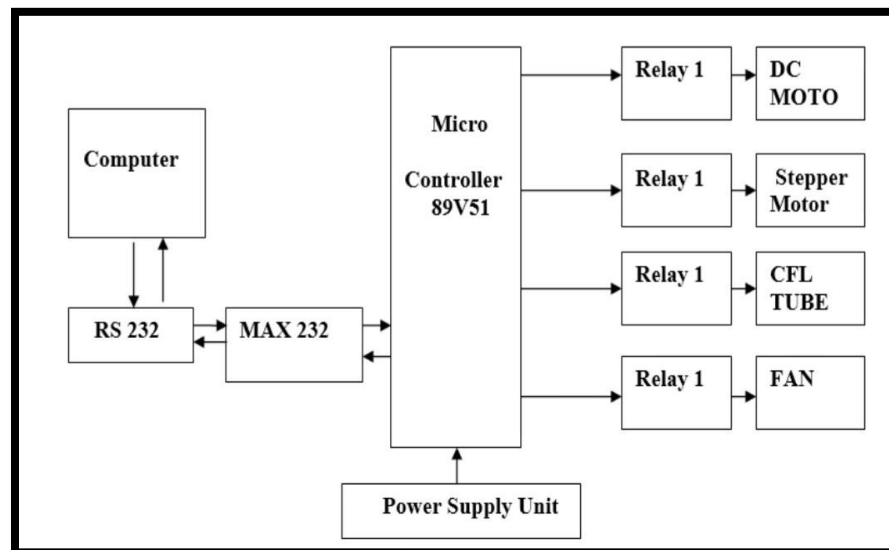 Computer
RS 232
MAX 232
Micro
Controller
89V51
Power Supply Unit
Relay 1
DC
MOTO
Relay 1
Stepper
Motor
Relay 1
CFL
TUBE
Relay 1
FAN